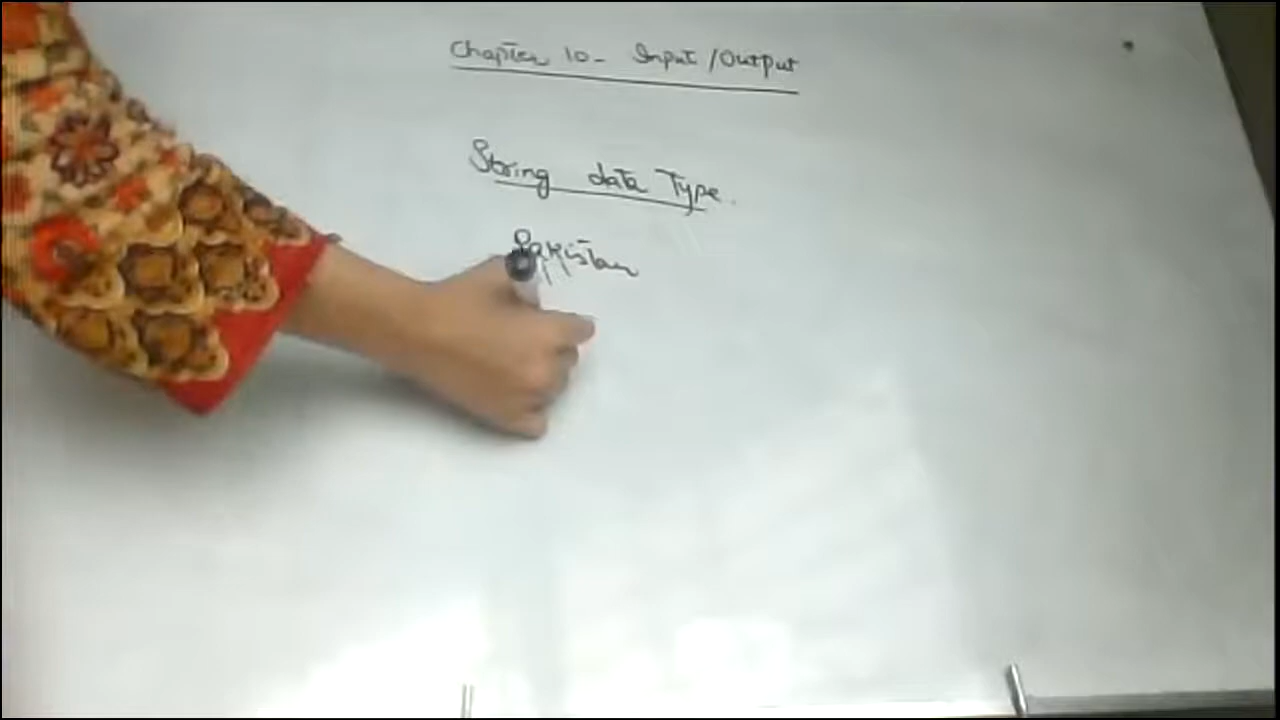 Chapter 10- Input /Output
String data Type.
Pakistan